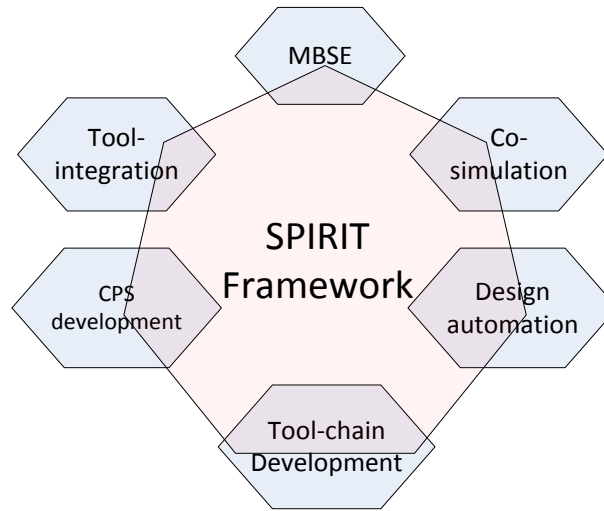 MBSE
Tool-
integration
Co-
simulation
SPIRIT
Framework
CPS
development
Design
automation
Tool-chain
Development